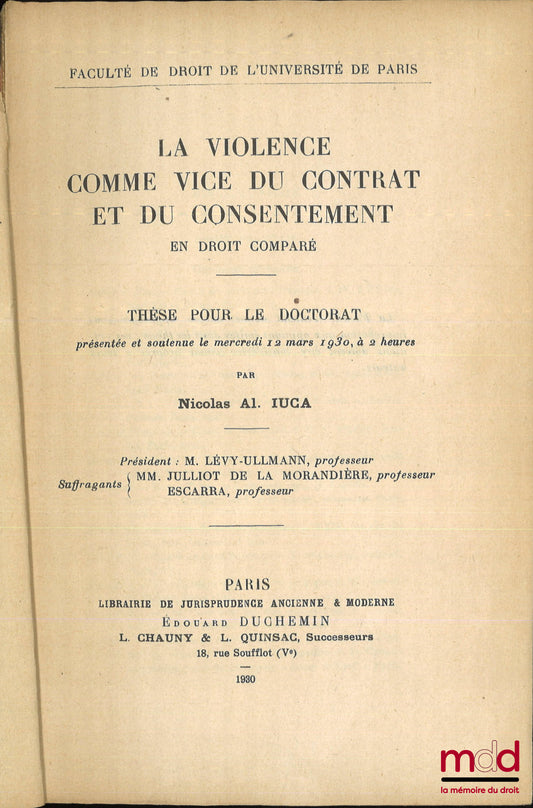 FACULTÉ DE DROIT DE L'UNIVERSITÉ DE PARIS
LA VIOLENCE
COMME VICE DU CONTRAT
ET DU CONSENTEMENT
EN DROIT COMPARÉ
THÈSE POUR LE DOCTORAT
présentée et soutenue le mercredi 12 mars 1930, à 2 heures
PAR
Nicolas Al. IUCA
Président : M. LÉVY-ULLMANN, professeur
Suffragants { MM. JULLIOT DE LA MORANDIÈRE, professeur
ESCARRA, professeur
PARIS
LIBRAIRIE DE JURISPRUDENCE ANCIENNE & MODERNE
ÉDOUARD DUCHEMIN
L. CHAUNY & L. QUINSAC, Successeurs
18, rue Soufflot (Vᵉ)
1930
mdd
la mémoire du droit